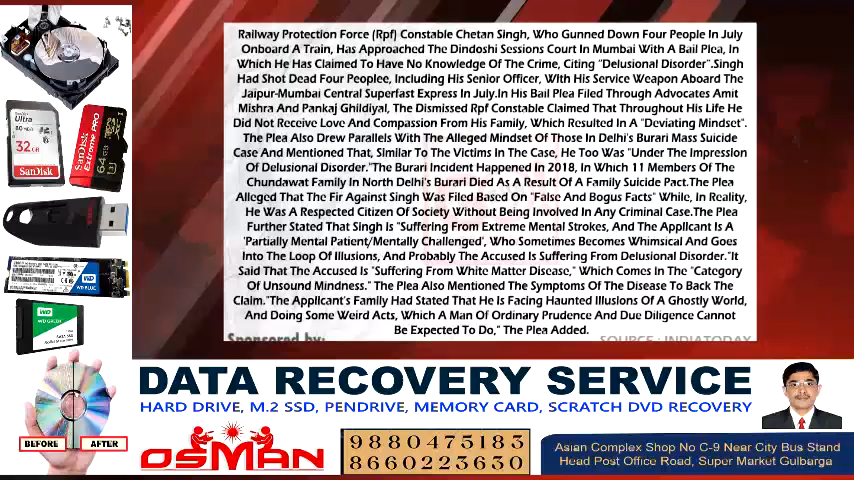 Railway Protection Force (Rpf) Constable Chetan Singh, Who Gunned Down Four People In July
Onboard A Train, Has Approached The Dindoshi Sessions Court In Mumbai With A Bail Plea, In
Which He Has Claimed To Have No Knowledge Of The Crime, Citing "Delusional Disorder".Singh
Had Shot Dead Four Peoplee, Including His Senior Officer, With His Service Weapon Aboard The
Jaipur-Mumbai Central Superfast Express In July.In His Bail Plea Filed Through Advocates Amit
Mishra And Pankaj Ghildiyal, The Dismissed Rpf Constable Claimed That Throughout His Life He
Did Not Receive Love And Compassion From His Family, Which Resulted In A "Deviating Mindset".
The Plea Also Drew Parallels With The Alleged Mindset Of Those In Delhi's Burari Mass Suicide
Case And Mentioned That, Similar To The Victims In The Case, He Too Was "Under The Impression
Of Delusional Disorder."The Burari Incident Happened In 2018, In Which 11 Members Of The
Chundawat Family In North Delhi's Burari Died As A Result Of A Family Suicide Pact.The Plea
Alleged That The Fir Against Singh Was Filed Based On "False And Bogus Facts" While, In Reality,
He Was A Respected Citizen Of Society Without Being Involved In Any Criminal Case.The Plea
Further Stated That Singh Is "Suffering From Extreme Mental Strokes, And The Applicant Is A
'Partially Mental Patient/Mentally Challenged', Who Sometimes Becomes Whimsical And Goes
Into The Loop Of Illusions, And Probably The Accused Is Suffering From Delusional Disorder."It
Said That The Accused Is "Suffering From White Matter Disease," Which Comes In The "Category
Of Unsound Mindness." The Plea Also Mentioned The Symptoms Of The Disease To Back The
Claim."The Applicant's Family Had Stated That He Is Facing Haunted Illusions Of A Ghostly World,
And Doing Some Weird Acts, Which A Man Of Ordinary Prudence And Due Diligence Cannot
Be Expected To Do," The Plea Added.
Sponsored by:
SOURCE : INDIATODAY
SanDisk
Ultra
32GB
SanDisk
SanDisk
Extreme PRO
64GB
WD
WD BLUE
WD GREEN
BEFORE
AFTER
DATA RECOVERY SERVICE
HARD DRIVE, M.2 SSD, PENDRIVE, MEMORY CARD, SCRATCH DVD RECOVERY
OSMAN
9880475183
8660223630
Asian Complex Shop No C-9 Near City Bus Stand
Head Post Office Road, Super Market Gulbarga